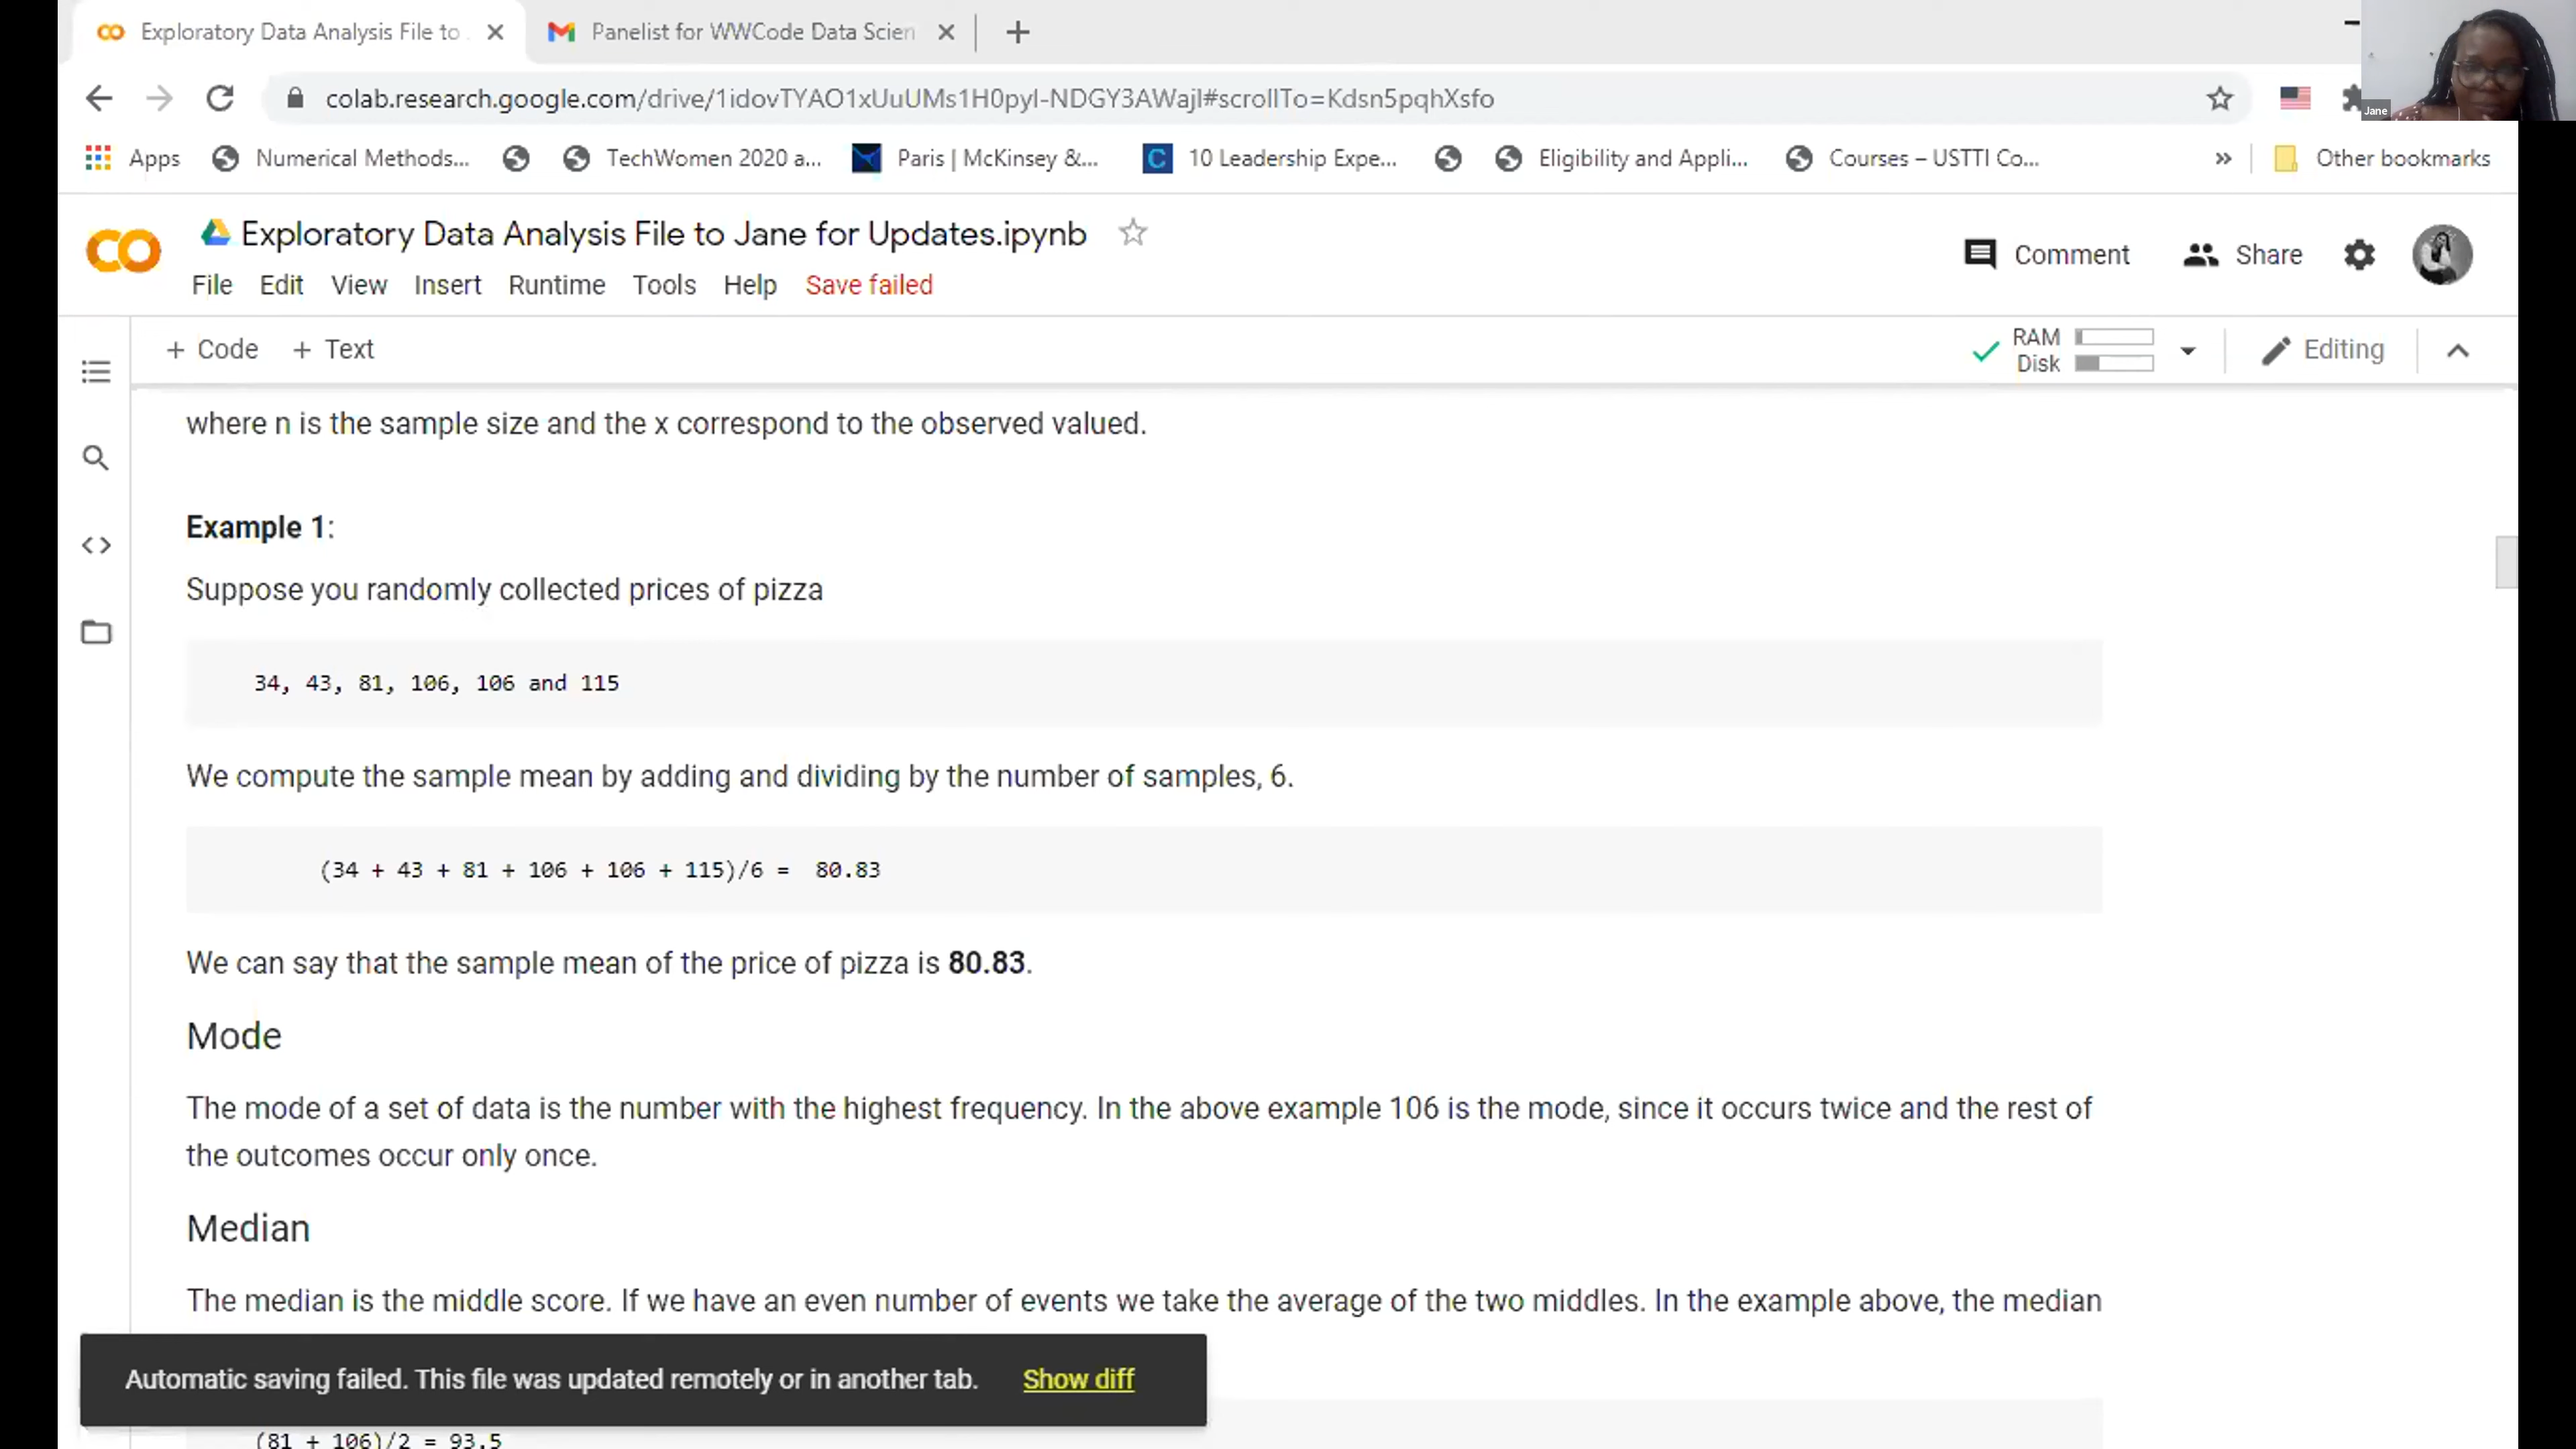 Exploratory Data Analysis File to
Panelist for WWCode Data Scien
colab.research.google.com/drive/1idovTYAO1xUuUMs1H0pyI-NDGY3AWajI#scrollTo=Kdsn5pqhXsfo
Jane
Apps
Numerical Methods...
TechWomen 2020 a...
Paris | McKinsey &...
C
10 Leadership Expe...
Eligibility and Appli...
Courses – USTTI Co...
»
Other bookmarks
Exploratory Data Analysis File to Jane for Updates.ipynb
Comment
Share
File Edit View Insert Runtime Tools Help Save failed
+ Code + Text
RAM
Disk
Editing
where n is the sample size and the x correspond to the observed valued.
Example 1:
Suppose you randomly collected prices of pizza
34, 43, 81, 106, 106 and 115
We compute the sample mean by adding and dividing by the number of samples, 6.
(34 + 43 + 81 + 106 + 106 + 115)/6 = 80.83
We can say that the sample mean of the price of pizza is 80.83.
Mode
The mode of a set of data is the number with the highest frequency. In the above example 106 is the mode, since it occurs twice and the rest of
the outcomes occur only once.
Median
The median is the middle score. If we have an even number of events we take the average of the two middles. In the example above, the median
Automatic saving failed. This file was updated remotely or in another tab. Show diff
(81 + 106)/2 = 93.5